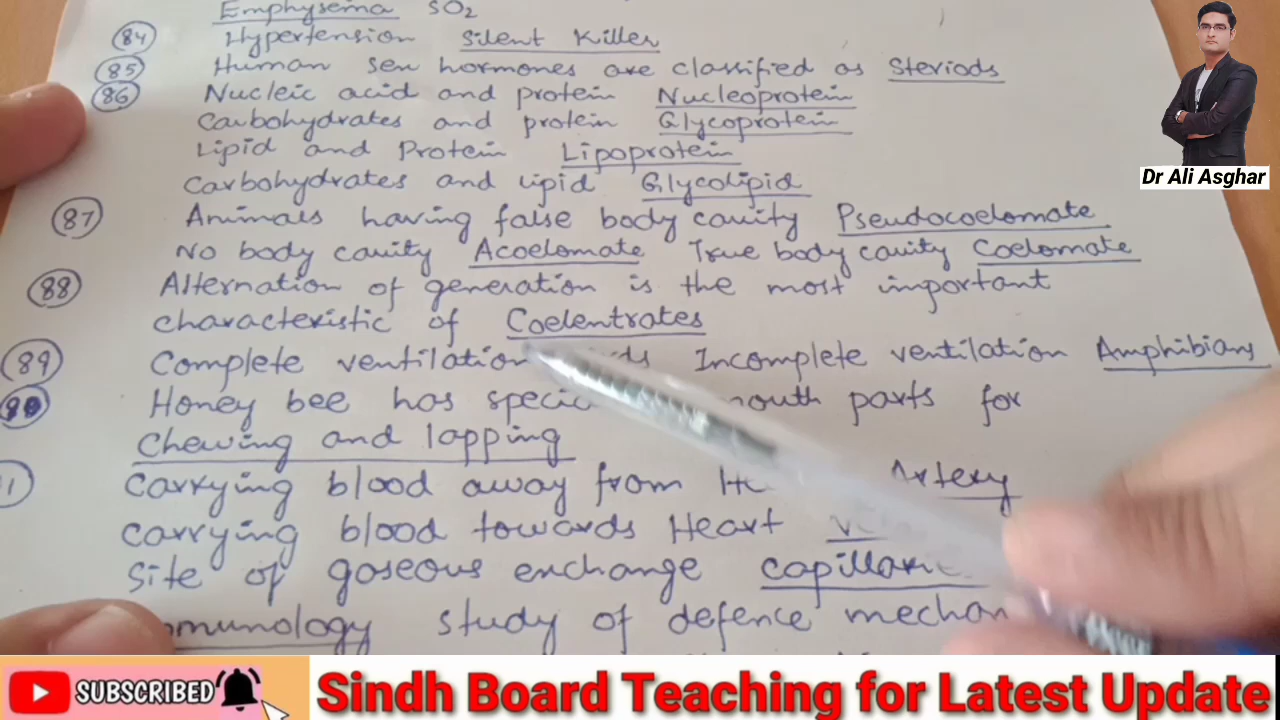 Emphysema SO2
84 Hypertension Silent Killer
85 Human sex hormones are classified as Steriods
86 Nucleic acid and protein Nucleoprotein
Carbohydrates and protein Glycoprotein
Lipid and Protein Lipoprotein
Carbohydrates and Lipid Glycolipid
87 Animals having false body cavity Pseudocoelomate
No body cavity Acoelomate True body cavity Coelomate
88 Alternation of generation is the most important
characteristic of Coelentrates
89 Complete ventilation Incomplete ventilation Amphibians
Honey bee has mouth parts for
Chewing and lapping
Carrying blood away from Artery
Carrying blood towards Heart
Site of gaseous exchange
study of defence
Dr Ali Asghar
SUBSCRIBED
Sindh Board Teaching for Latest Update